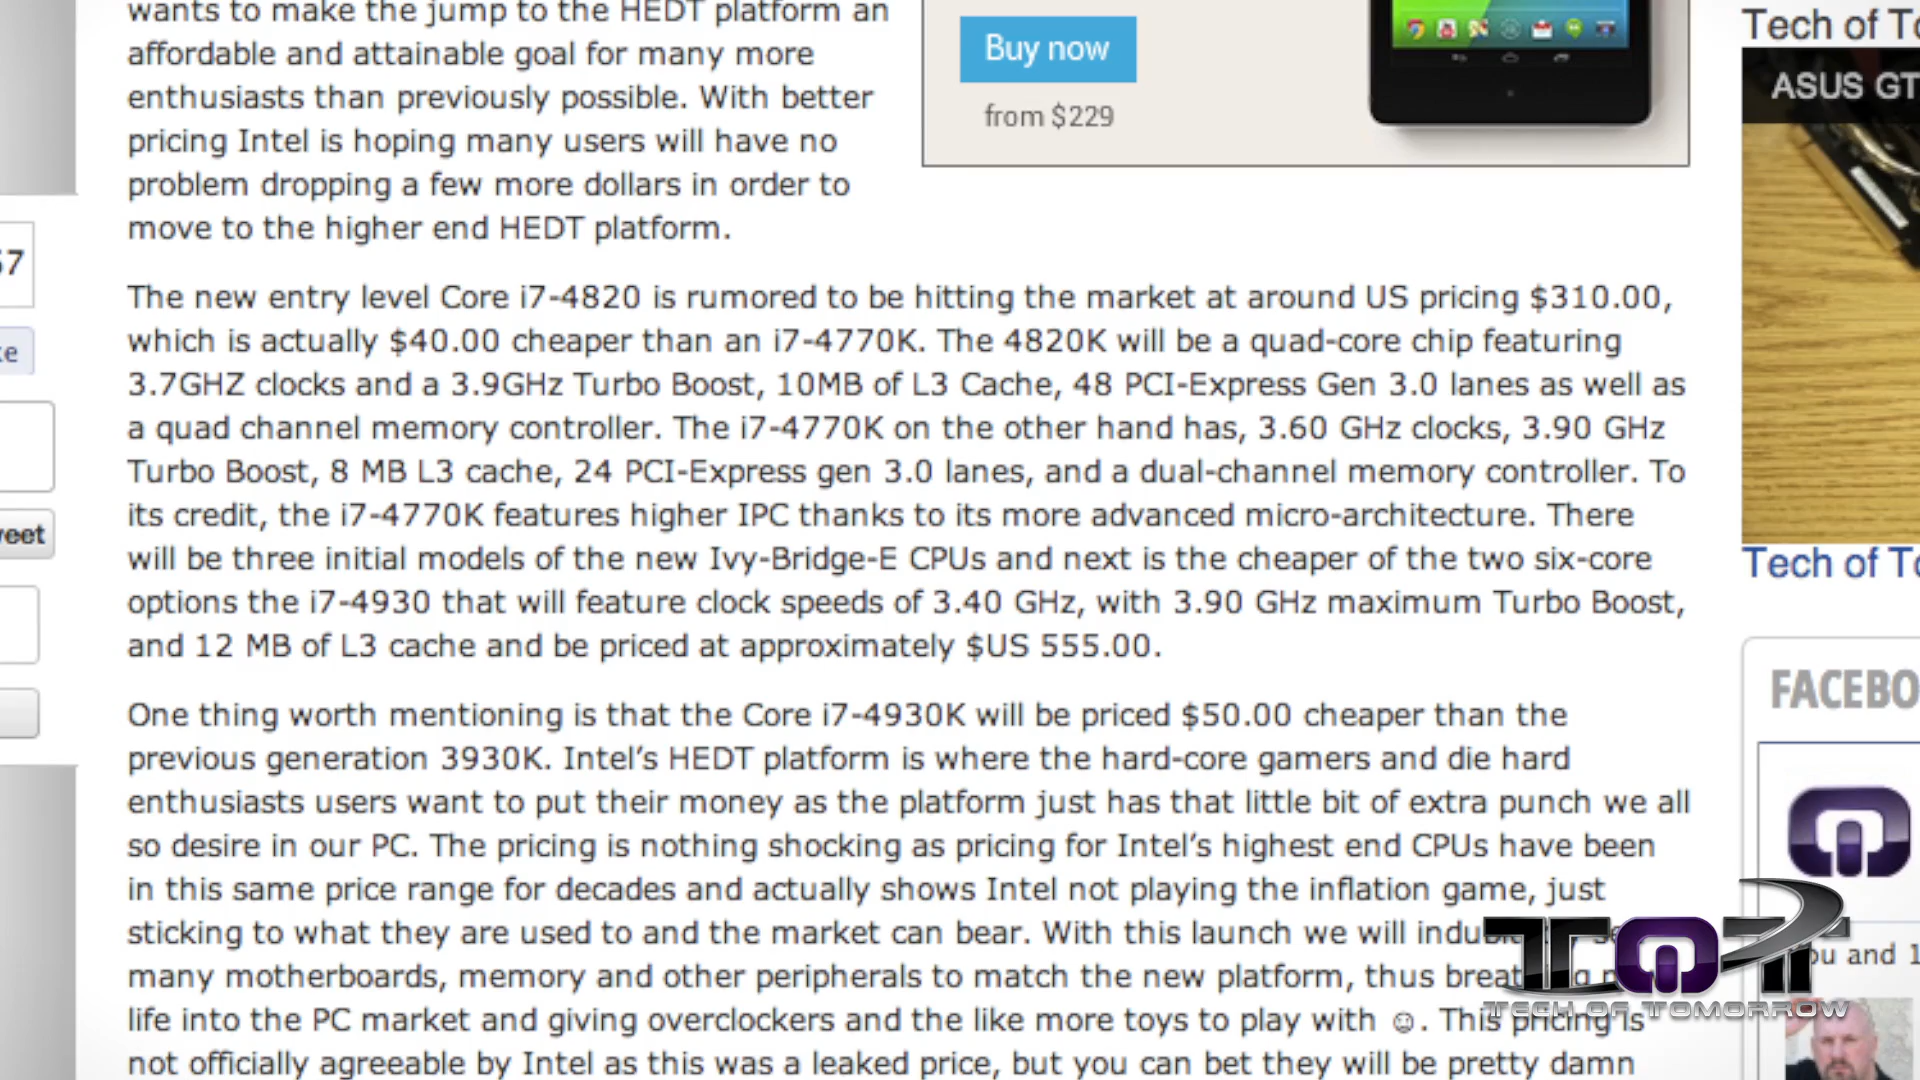 wants to make the jump to the HEDT platform an
affordable and attainable goal for many more
enthusiasts than previously possible. With better
pricing Intel is hoping many users will have no
problem dropping a few more dollars in order to
move to the higher end HEDT platform.
Buy now
from $229
The new entry level Core i7-4820 is rumored to be hitting the market at around US pricing $310.00,
which is actually $40.00 cheaper than an i7-4770K. The 4820K will be a quad-core chip featuring
3.7GHZ clocks and a 3.9GHz Turbo Boost, 10MB of L3 Cache, 48 PCI-Express Gen 3.0 lanes as well as
a quad channel memory controller. The i7-4770K on the other hand has, 3.60 GHz clocks, 3.90 GHz
Turbo Boost, 8 MB L3 cache, 24 PCI-Express gen 3.0 lanes, and a dual-channel memory controller. To
its credit, the i7-4770K features higher IPC thanks to its more advanced micro-architecture. There
will be three initial models of the new Ivy-Bridge-E CPUs and next is the cheaper of the two six-core
options the i7-4930 that will feature clock speeds of 3.40 GHz, with 3.90 GHz maximum Turbo Boost,
and 12 MB of L3 cache and be priced at approximately $US 555.00.
One thing worth mentioning is that the Core i7-4930K will be priced $50.00 cheaper than the
previous generation 3930K. Intel's HEDT platform is where the hard-core gamers and die hard
enthusiasts users want to put their money as the platform just has that little bit of extra punch we all
so desire in our PC. The pricing is nothing shocking as pricing for Intel's highest end CPUs have been
in this same price range for decades and actually shows Intel not playing the inflation game, just
sticking to what they are used to and the market can bear. With this launch we will
many motherboards, memory and other peripherals to match the new platform, thus
life into the PC market and giving overclockers and the like more toys to play with ☺. This pricing is
not officially agreeable by Intel as this was a leaked price, but you can bet they will be pretty damn
Tech of
ASUS
Tech of
TECH OF TOMORROW
and